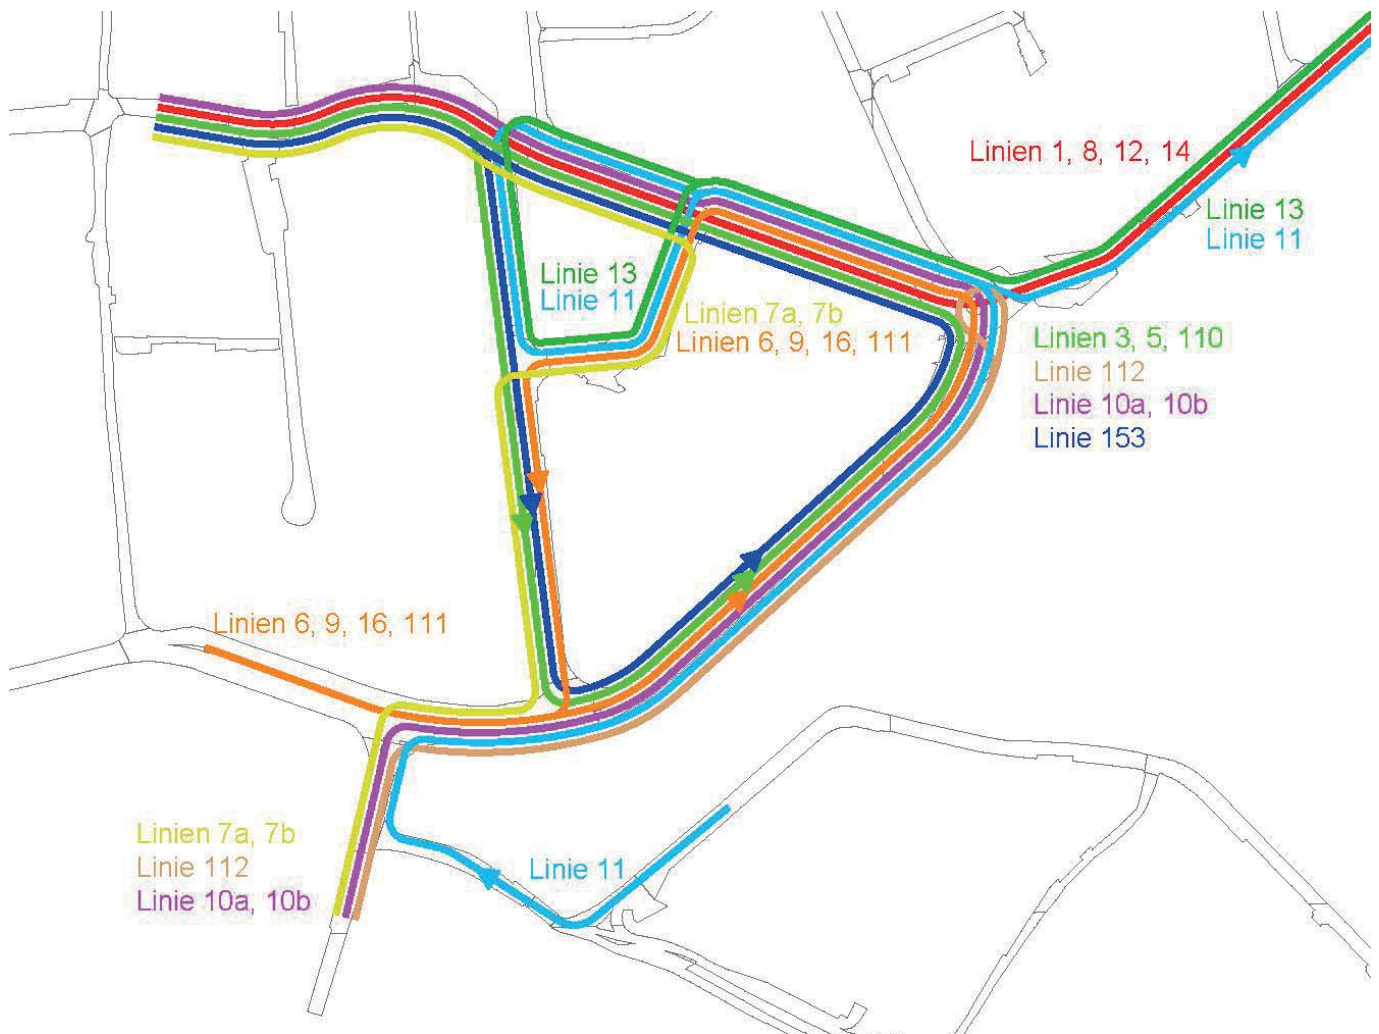 Linien 1, 8, 12, 14
Linie 13
Linie 11
Linie 13
Linie 11
Linien 7a, 7b
Linien 6, 9, 16, 111
Linien 3, 5, 110
Linie 112
Linie 10a, 10b
Linie 153
Linien 6, 9, 16, 111
Linien 7a, 7b
Linie 112
Linie 10a, 10b
Linie 11